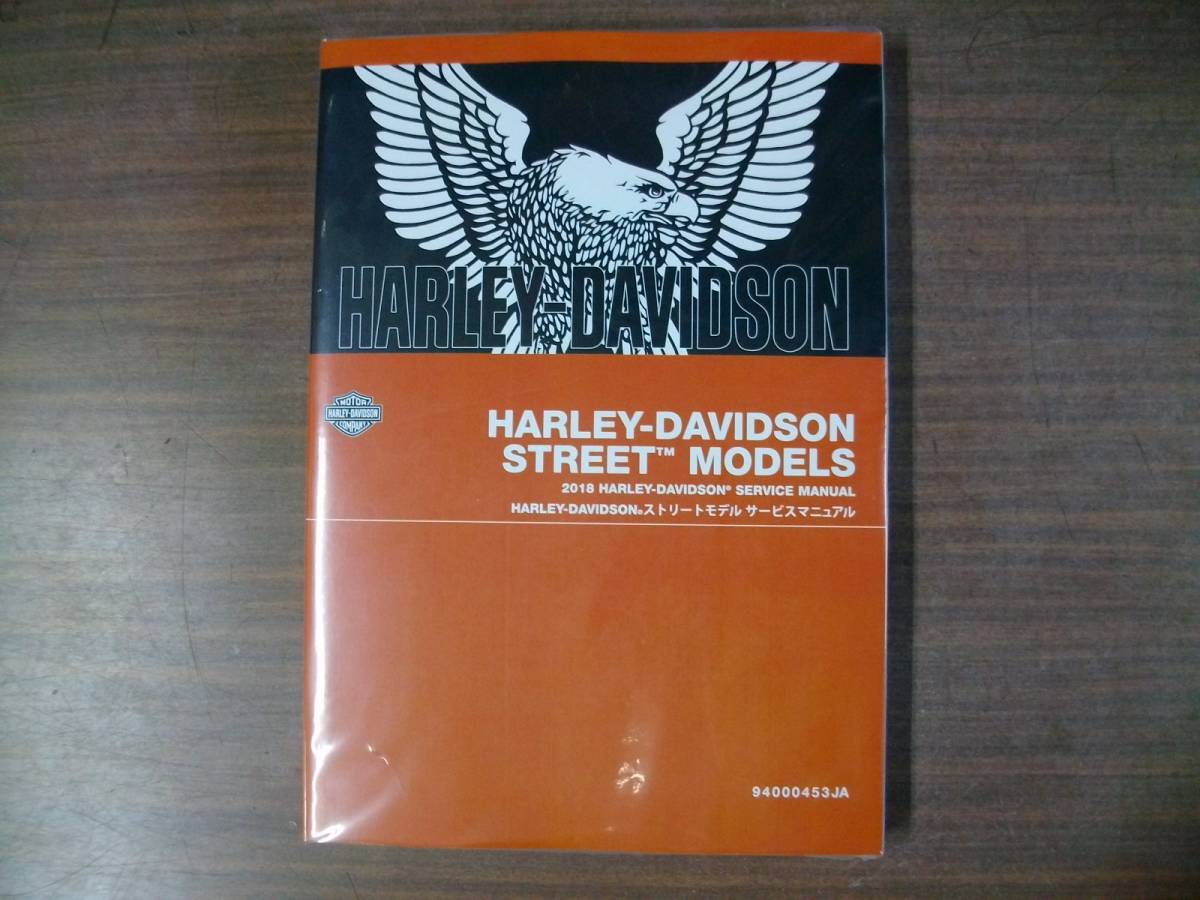 HARLEY-DAVIDSON
MOTOR
HARLEY-DAVIDSON
COMPANY
HARLEY-DAVIDSON
STREET™ MODELS
2018 HARLEY-DAVIDSON® SERVICE MANUAL
HARLEY-DAVIDSON®ストリートモデル サービスマニュアル
94000453JA